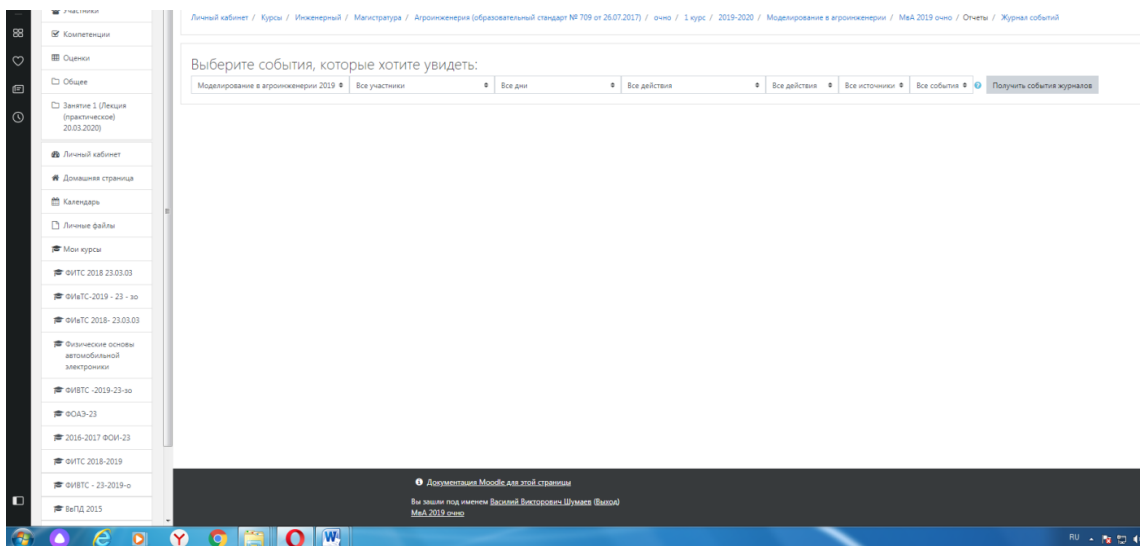 Участники
Компетенции
Оценки
Общее
Занятие 1 (Лекция
(практическое)
20.03.2020)
Личный кабинет
Домашняя страница
Календарь
Личные файлы
Мои курсы
ФИТС 2018 23.03.03
ФИвТС-2019 - 23 - зо
ФИвТС 2018- 23.03.03
Физические основы
автомобильной
электроники
ФИВТС -2019-23-зо
ФОАЭ-23
2016-2017 ФОИ-23
ФИТС 2018-2019
ФИВТС - 23-2019-о
ВвПД 2015
Личный кабинет / Курсы / Инженерный / Магистратура / Агроинженерия (образовательный стандарт № 709 от 26.07.2017) / очно / 1 курс / 2019-2020 / Моделирование в агроинженерии / МвА 2019 очно / Отчеты / Журнал событий
Выберите события, которые хотите увидеть:
Моделирование в агроинженерии 2019 Все участники Все дни Все действия Все действия Все источники Все события Получить события журналов
Документация Moodle для этой страницы
Вы зашли под именем Василий Викторович Шумаев (Выход)
МвА 2019 очно
RU